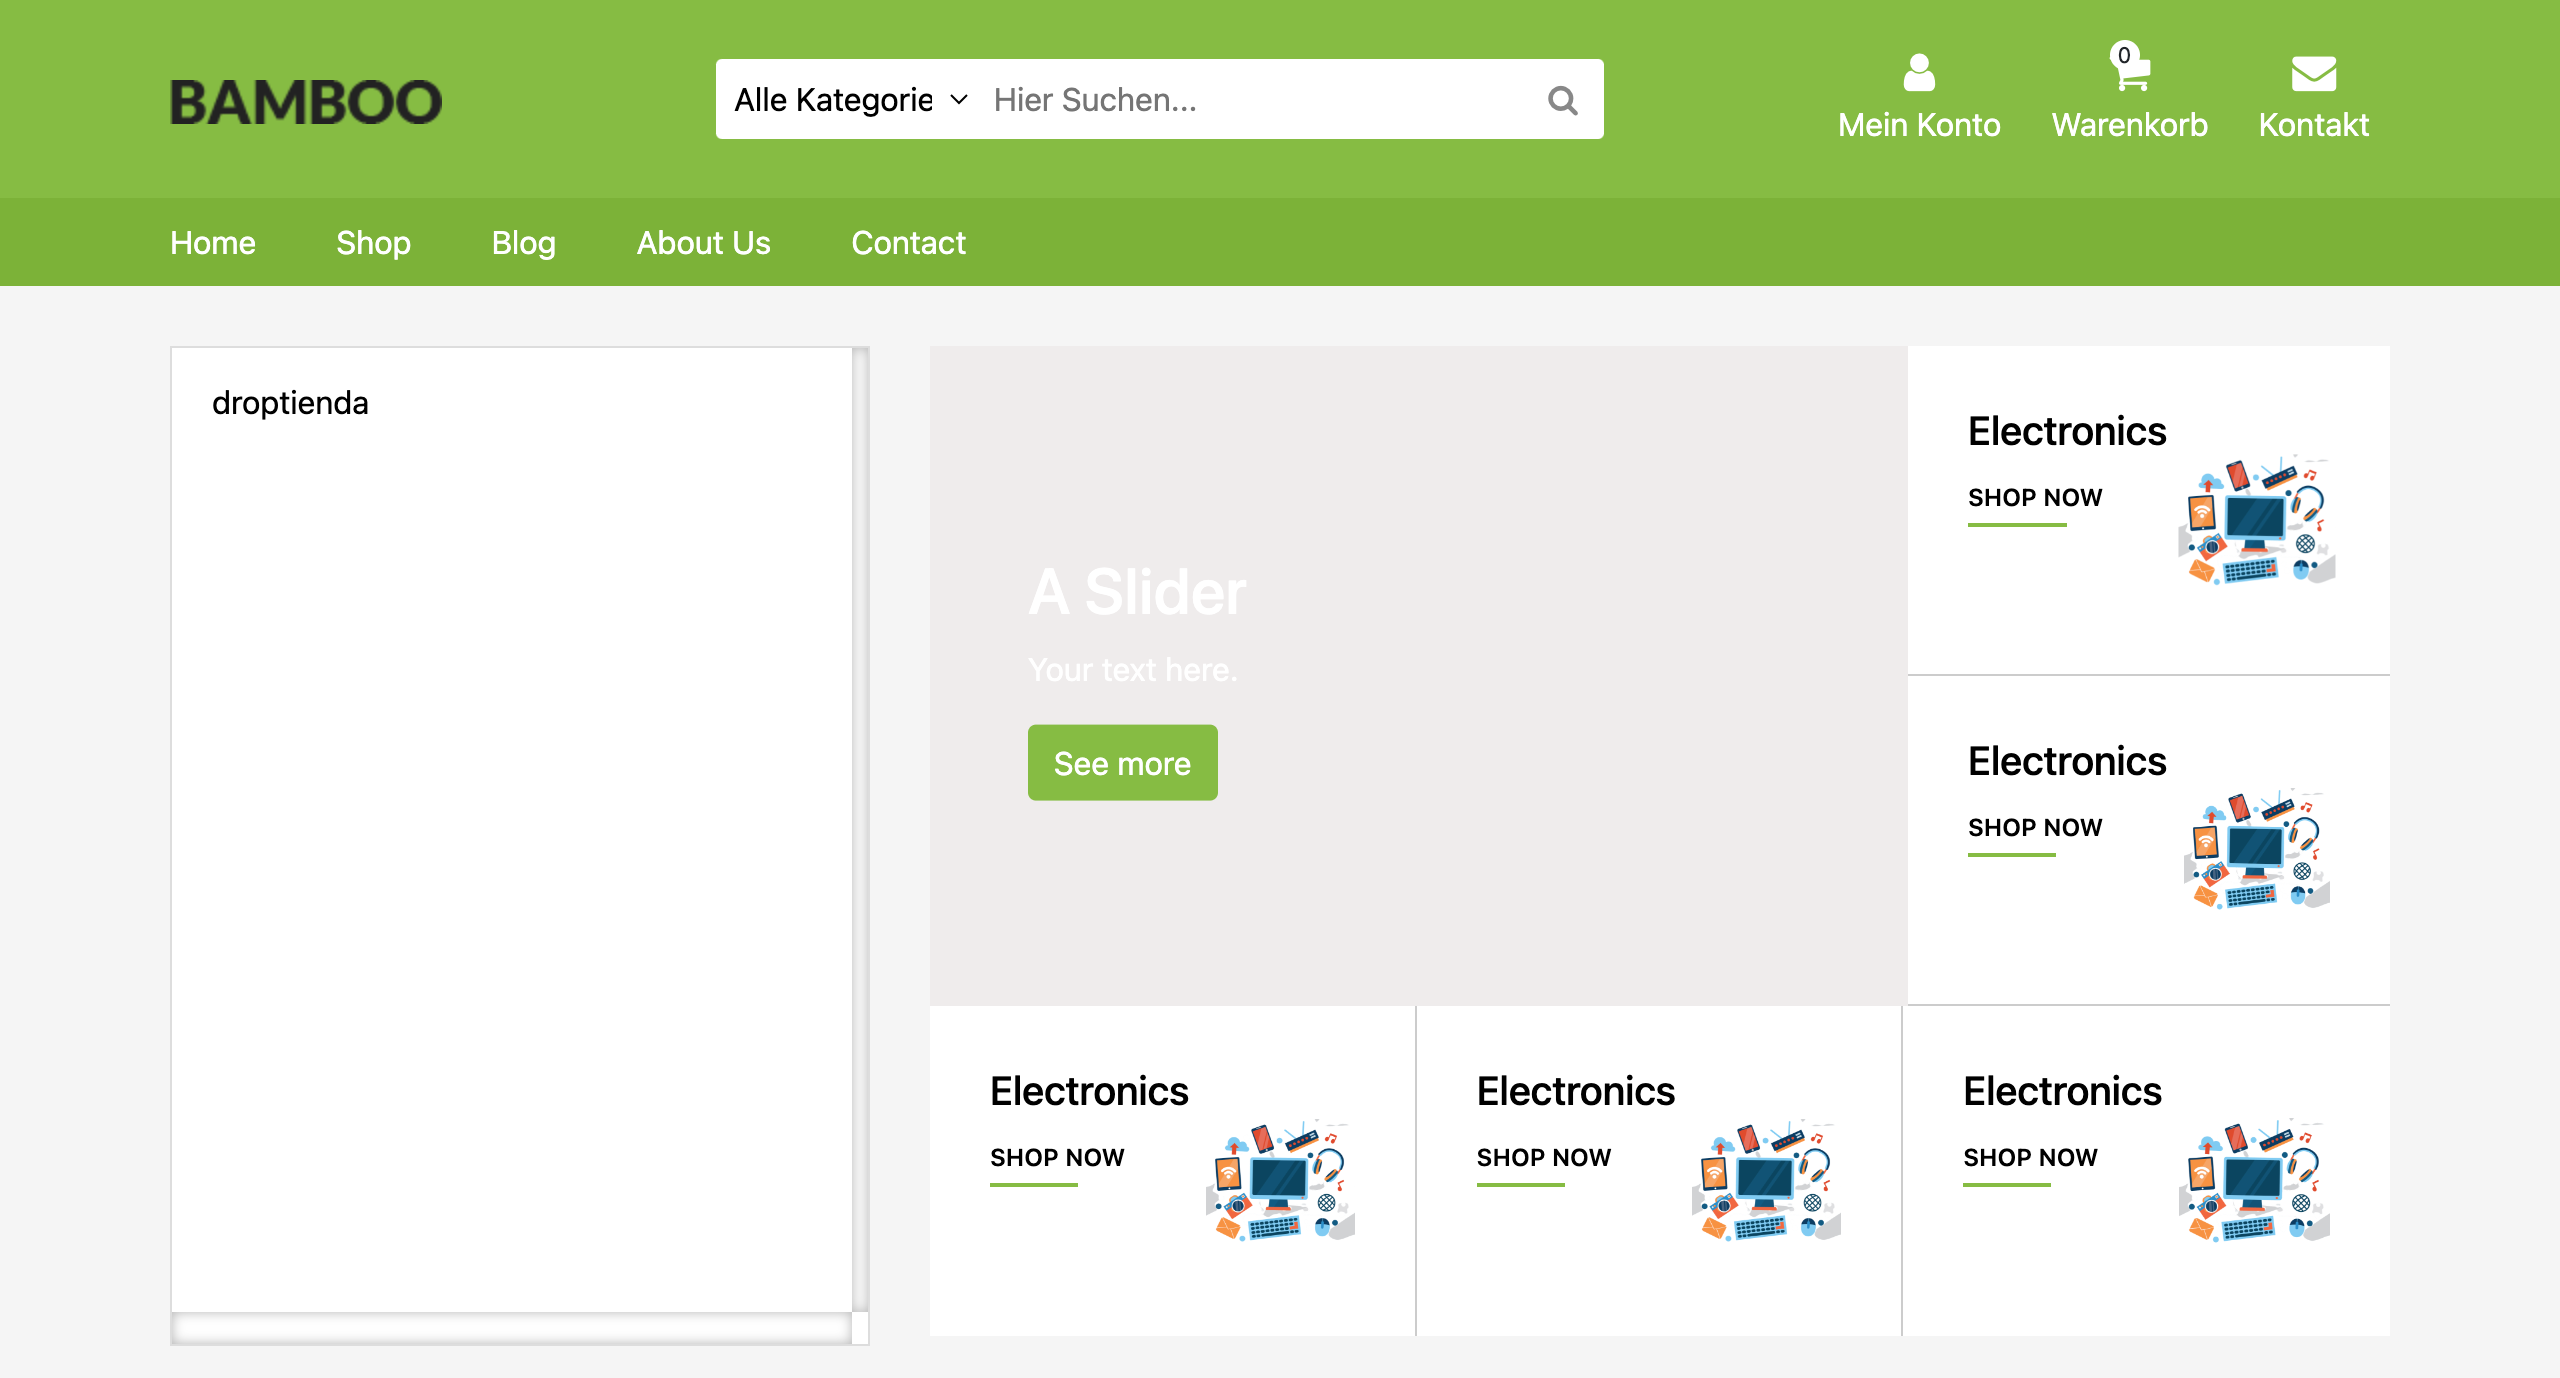 BAMBOO
Alle Kategorie
Hier Suchen...
Mein Konto
0
Warenkorb
Kontakt
Home
Shop
Blog
About Us
Contact
droptienda
A Slider
Your text here.
See more
Electronics
SHOP NOW
Electronics
SHOP NOW
Electronics
SHOP NOW
Electronics
SHOP NOW
Electronics
SHOP NOW